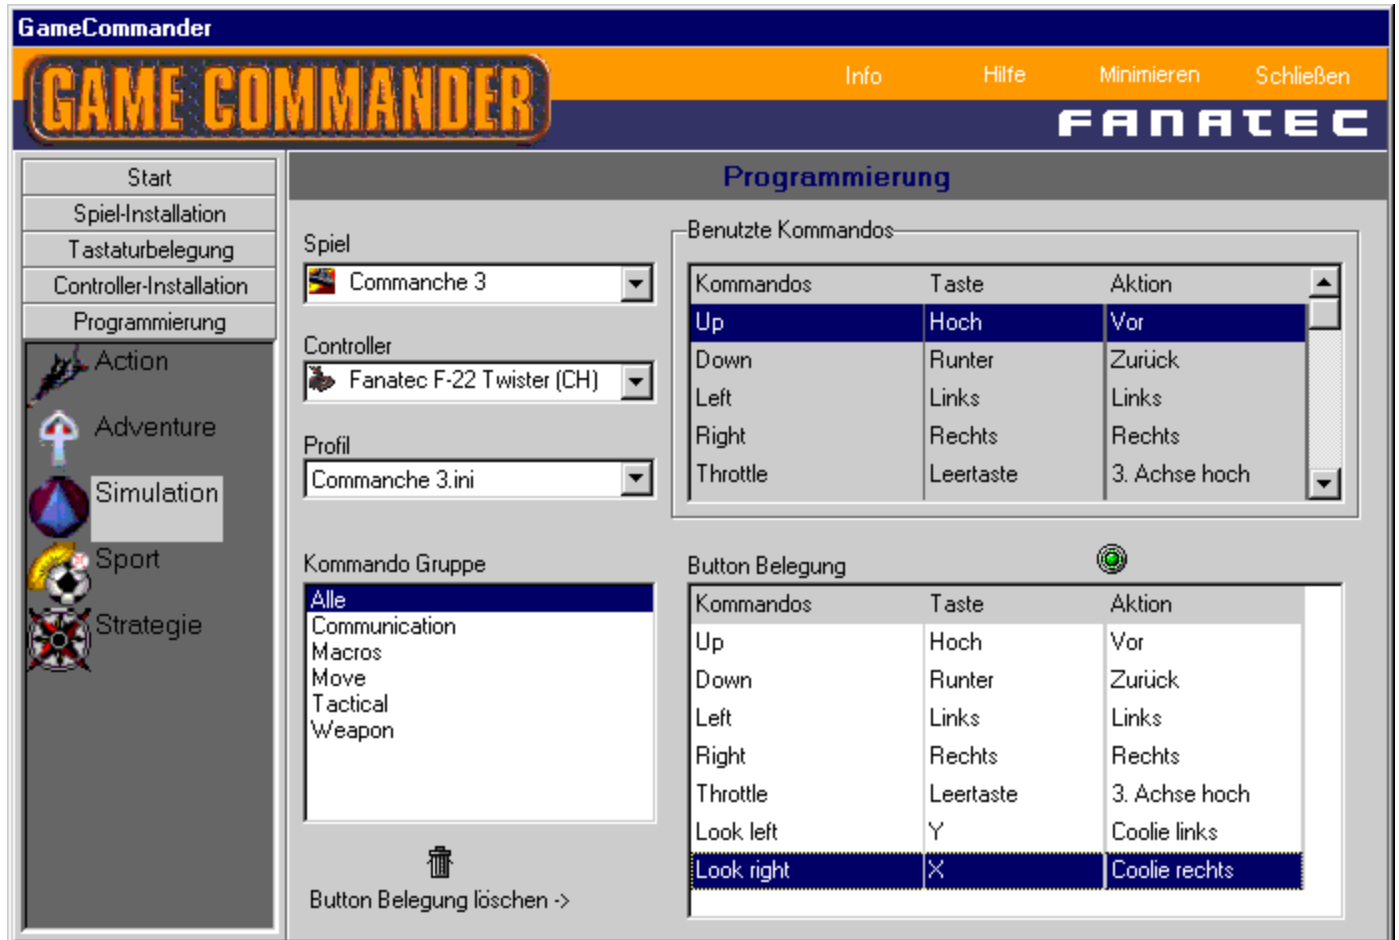 GameCommander
GAME COMMANDER
Info Hilfe Minimieren Schließen
FANATEC
Start
Spiel-Installation
Tastaturbelegung
Controller-Installation
Programmierung
Action
Adventure
Simulation
Sport
Strategie
Programmierung
Spiel
Commanche 3
Controller
Fanatec F-22 Twister (CH)
Profil
Commanche 3.ini
Kommando Gruppe
Alle
Communication
Macros
Move
Tactical
Weapon
Button Belegung löschen ->
Benutzte Kommandos
Kommandos Taste Aktion
Up Hoch Vor
Down Runter Zurück
Left Links Links
Right Rechts Rechts
Throttle Leertaste 3. Achse hoch
Button Belegung
Kommandos Taste Aktion
Up Hoch Vor
Down Runter Zurück
Left Links Links
Right Rechts Rechts
Throttle Leertaste 3. Achse hoch
Look left Y Coolie links
Look right X Coolie rechts